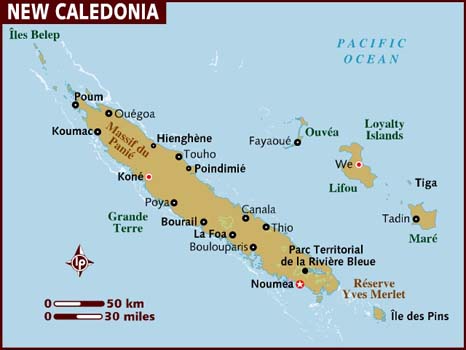 NEW CALEDONIA
Îles Belep
PACIFIC
OCEAN
Poum
Ouégoa
Koumac
Massif du
Panié
Hienghène
Touho
Poindimié
Koné
Fayaoué
Ouvéa
Loyalty
Islands
We
Lifou
Tiga
Tadin
Maré
Poya
Grande
Terre
Bourail
Canala
La Foa
Thio
Boulouparis
Parc Territorial
de la Rivière Bleue
Noumea
Réserve
Yves Merlet
Île des Pins
lp
0 50 km
0 30 miles